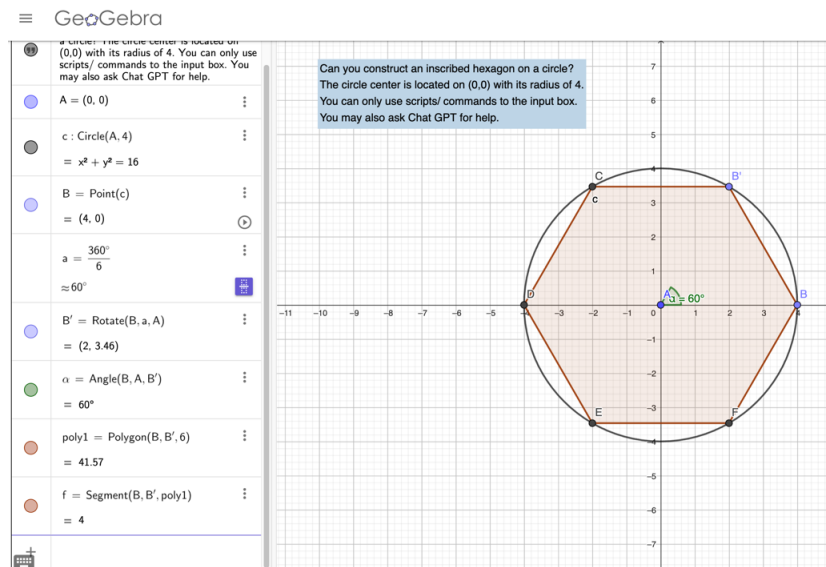 GeoGebra
a circle? The circle center is located on
(0,0) with its radius of 4. You can only use
scripts/ commands to the input box. You
may also ask Chat GPT for help.
A = (0, 0)
c : Circle(A, 4)
= x² + y² = 16
B = Point(c)
= (4, 0)
a = 360° / 6
≈ 60°
B′ = Rotate(B, a, A)
= (2, 3.46)
α = Angle(B, A, B′)
= 60°
poly1 = Polygon(B, B′, 6)
= 41.57
f = Segment(B, B′, poly1)
= 4
Can you construct an inscribed hexagon on a circle?
The circle center is located on (0,0) with its radius of 4.
You can only use scripts/ commands to the input box.
You may also ask Chat GPT for help.
7
6
5
4
C B'
c
3
2
1
D A α = 60° B
−11 −10 −9 −8 −7 −6 −5 −4 −3 −2 −1 0 1 2 3 4
−1
−2
−3
E F
−4
−5
−6
−7